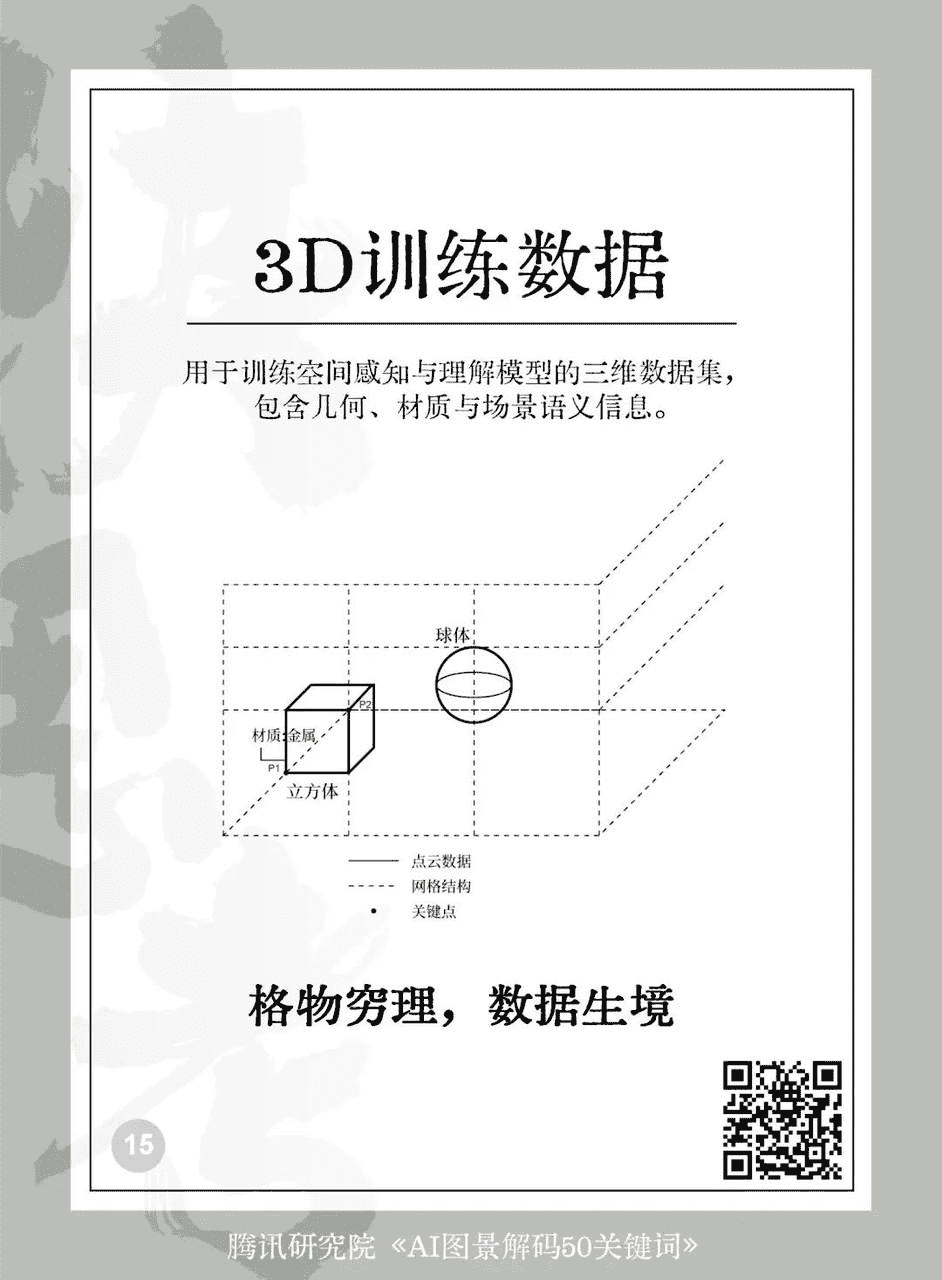 3D训练数据
用于训练空间感知与理解模型的三维数据集，
包含几何、材质与场景语义信息。
球体
P2
材质:金属
P1
立方体
点云数据
网格结构
关键点
格物穷理，数据生境
15
腾讯研究院《AI图景解码50关键词》